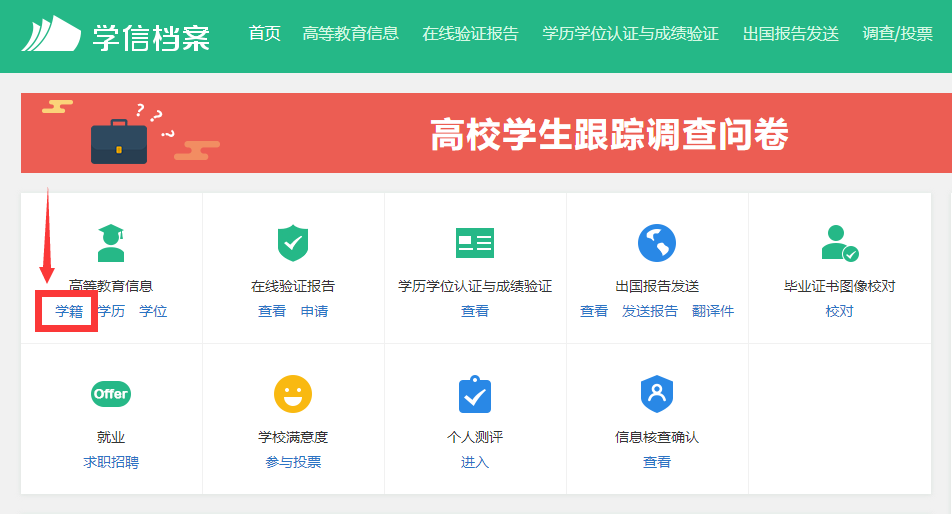 学信档案 首页 高等教育信息 在线验证报告 学历学位认证与成绩验证 出国报告发送 调查/投票
? ? ?
高校学生跟踪调查问卷
高等教育信息 在线验证报告 学历学位认证与成绩验证 出国报告发送 毕业证书图像校对
学籍 学历 学位 查看 申请 查看 查看 发送报告 翻译件 校对
Offer
就业 学校满意度 个人测评 信息核查确认
求职招聘 参与投票 进入 查看